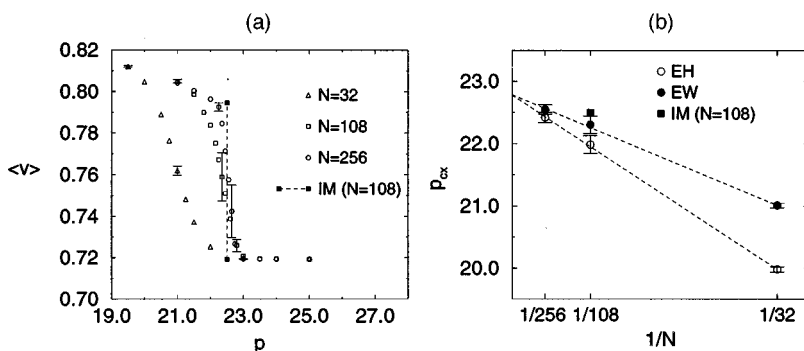 (a)
0.82
0.80
0.78
0.76
0.74
0.72
0.70
<v>
19.0 21.0 23.0 25.0 27.0
p
N=32
N=108
N=256
IM (N=108)
(b)
23.0
22.0
21.0
20.0
p_cx
1/256 1/108 1/32
1/N
EH
EW
IM (N=108)